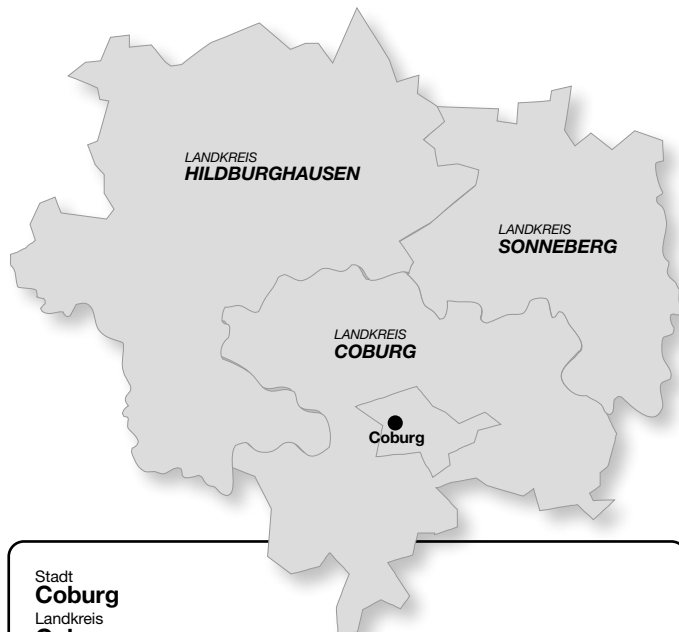 LANDKREIS
HILDBURGHAUSEN
LANDKREIS
SONNEBERG
LANDKREIS
COBURG
Coburg
Stadt
Coburg
Landkreis